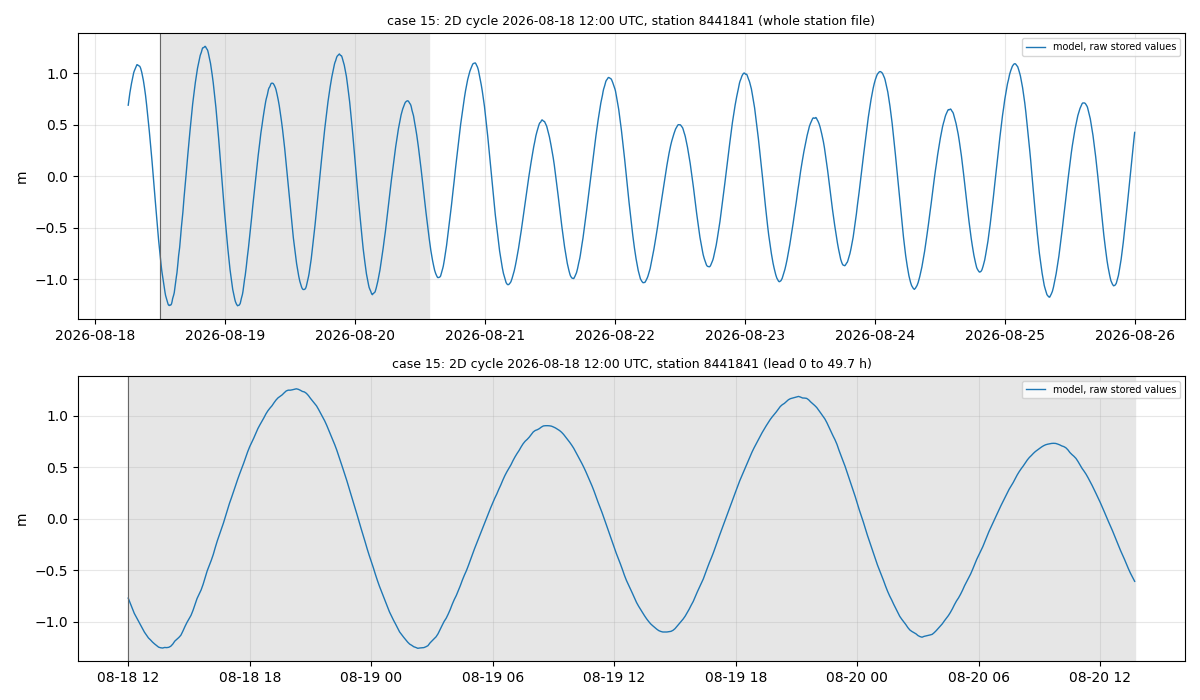 case 15: 2D cycle 2026-08-18 12:00 UTC, station 8441841 (whole station file)
model, raw stored values
1.0
0.5
0.0
−0.5
−1.0
m
2026-08-18 2026-08-19 2026-08-20 2026-08-21 2026-08-22 2026-08-23 2026-08-24 2026-08-25 2026-08-26
case 15: 2D cycle 2026-08-18 12:00 UTC, station 8441841 (lead 0 to 49.7 h)
model, raw stored values
1.0
0.5
0.0
−0.5
−1.0
m
08-18 12 08-18 18 08-19 00 08-19 06 08-19 12 08-19 18 08-20 00 08-20 06 08-20 12